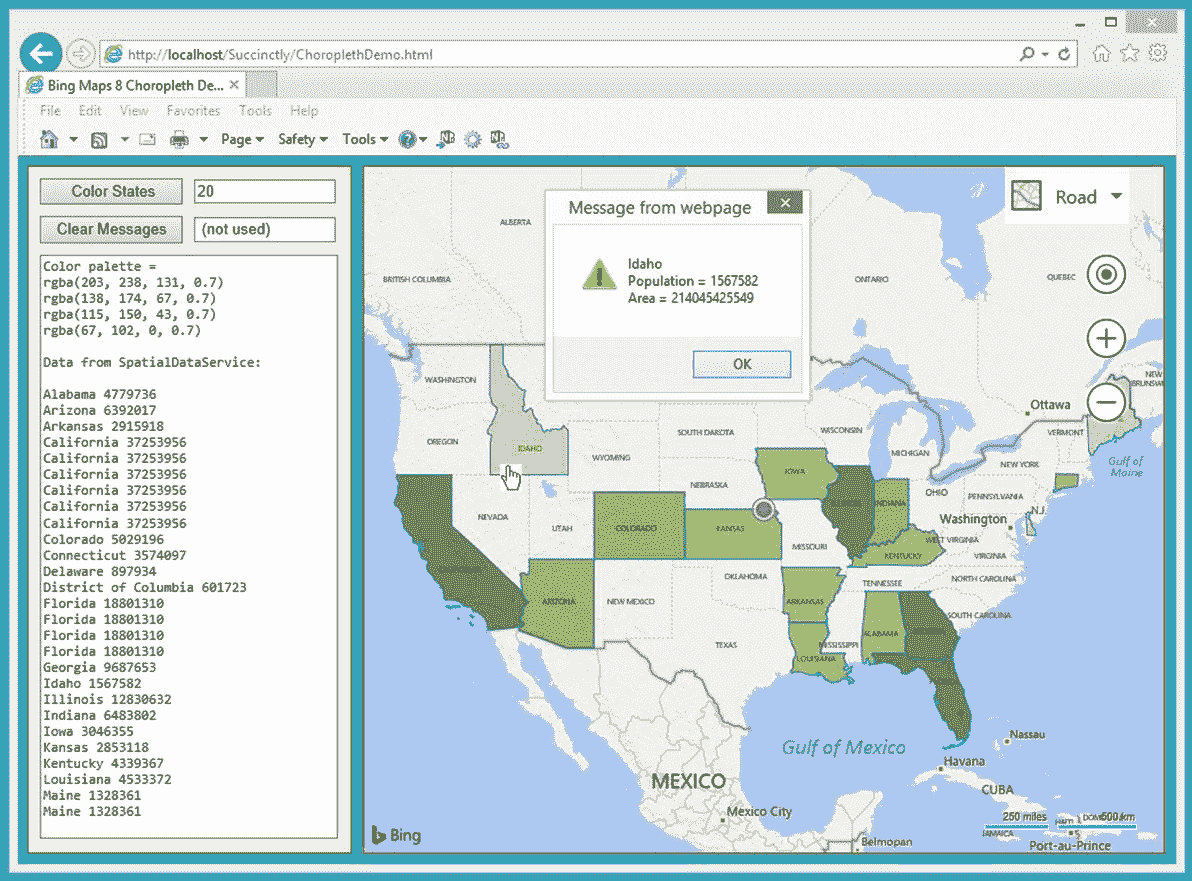 http://localhost/Succinctly/ChoroplethDemo.html
Bing Maps 8 Choropleth De...
File Edit View Favorites Tools Help
Page Safety Tools
Color States
20
Clear Messages
(not used)
Color palette =
rgba(203, 238, 131, 0.7)
rgba(138, 174, 67, 0.7)
rgba(115, 150, 43, 0.7)
rgba(67, 102, 0, 0.7)
Data from SpatialDataService:
Alabama 4779736
Arizona 6392017
Arkansas 2915918
California 37253956
California 37253956
California 37253956
California 37253956
California 37253956
California 37253956
Colorado 5029196
Connecticut 3574097
Delaware 897934
District of Columbia 601723
Florida 18801310
Florida 18801310
Florida 18801310
Florida 18801310
Georgia 9687653
Idaho 1567582
Illinois 12830632
Indiana 6483802
Iowa 3046355
Kansas 2853118
Kentucky 4339367
Louisiana 4533372
Maine 1328361
Maine 1328361
Message from webpage
Idaho
Population = 1567582
Area = 214045425549
OK
Road
ALBERTA
BRITISH COLUMBIA
ONTARIO
QUEBEC
NEW
BRUNSW
WASHINGTON
OREGON
IDAHO
WYOMING
SOUTH DAKOTA
WISCONSIN
MICHIGAN
Ottawa
VERMONT
NEW YORK
Gulf of
Maine
NEBRASKA
IOWA
INDIANA
OHIO
PENNSYLVANIA
N.J.
NEVADA
UTAH
COLORADO
KANSAS
MISSOURI
KENTUCKY
WEST VIRGINIA
Washington
VIRGINIA
ARIZONA
NEW MEXICO
OKLAHOMA
ARKANSAS
TENNESSEE
NORTH CAROLINA
SOUTH CAROLINA
TEXAS
LOUISIANA
MISSISSIPPI
ALABAMA
Gulf of Mexico
Nassau
Havana
CUBA
MEXICO
Mexico City
Belmopan
250 miles
500 km
JAMAICA
Port-au-Prince
Bing